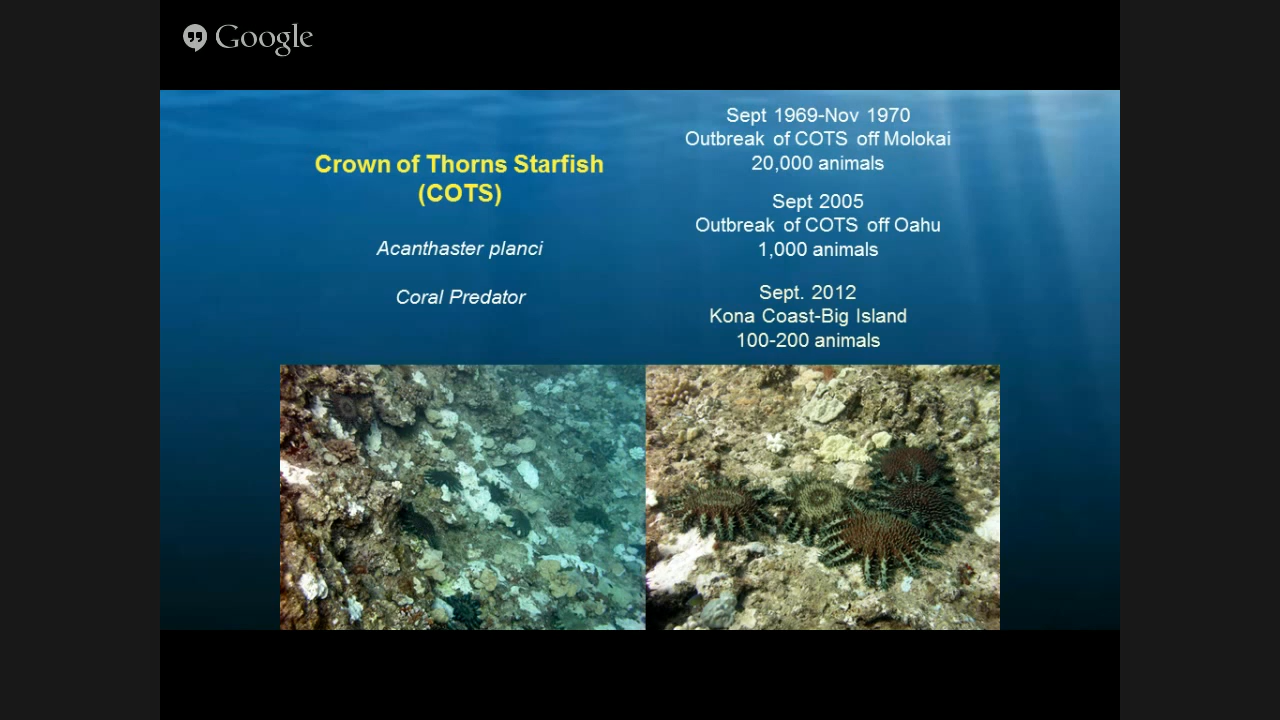 Google
Crown of Thorns Starfish
(COTS)
Acanthaster planci
Coral Predator
Sept 1969-Nov 1970
Outbreak of COTS off Molokai
20,000 animals
Sept 2005
Outbreak of COTS off Oahu
1,000 animals
Sept. 2012
Kona Coast-Big Island
100-200 animals